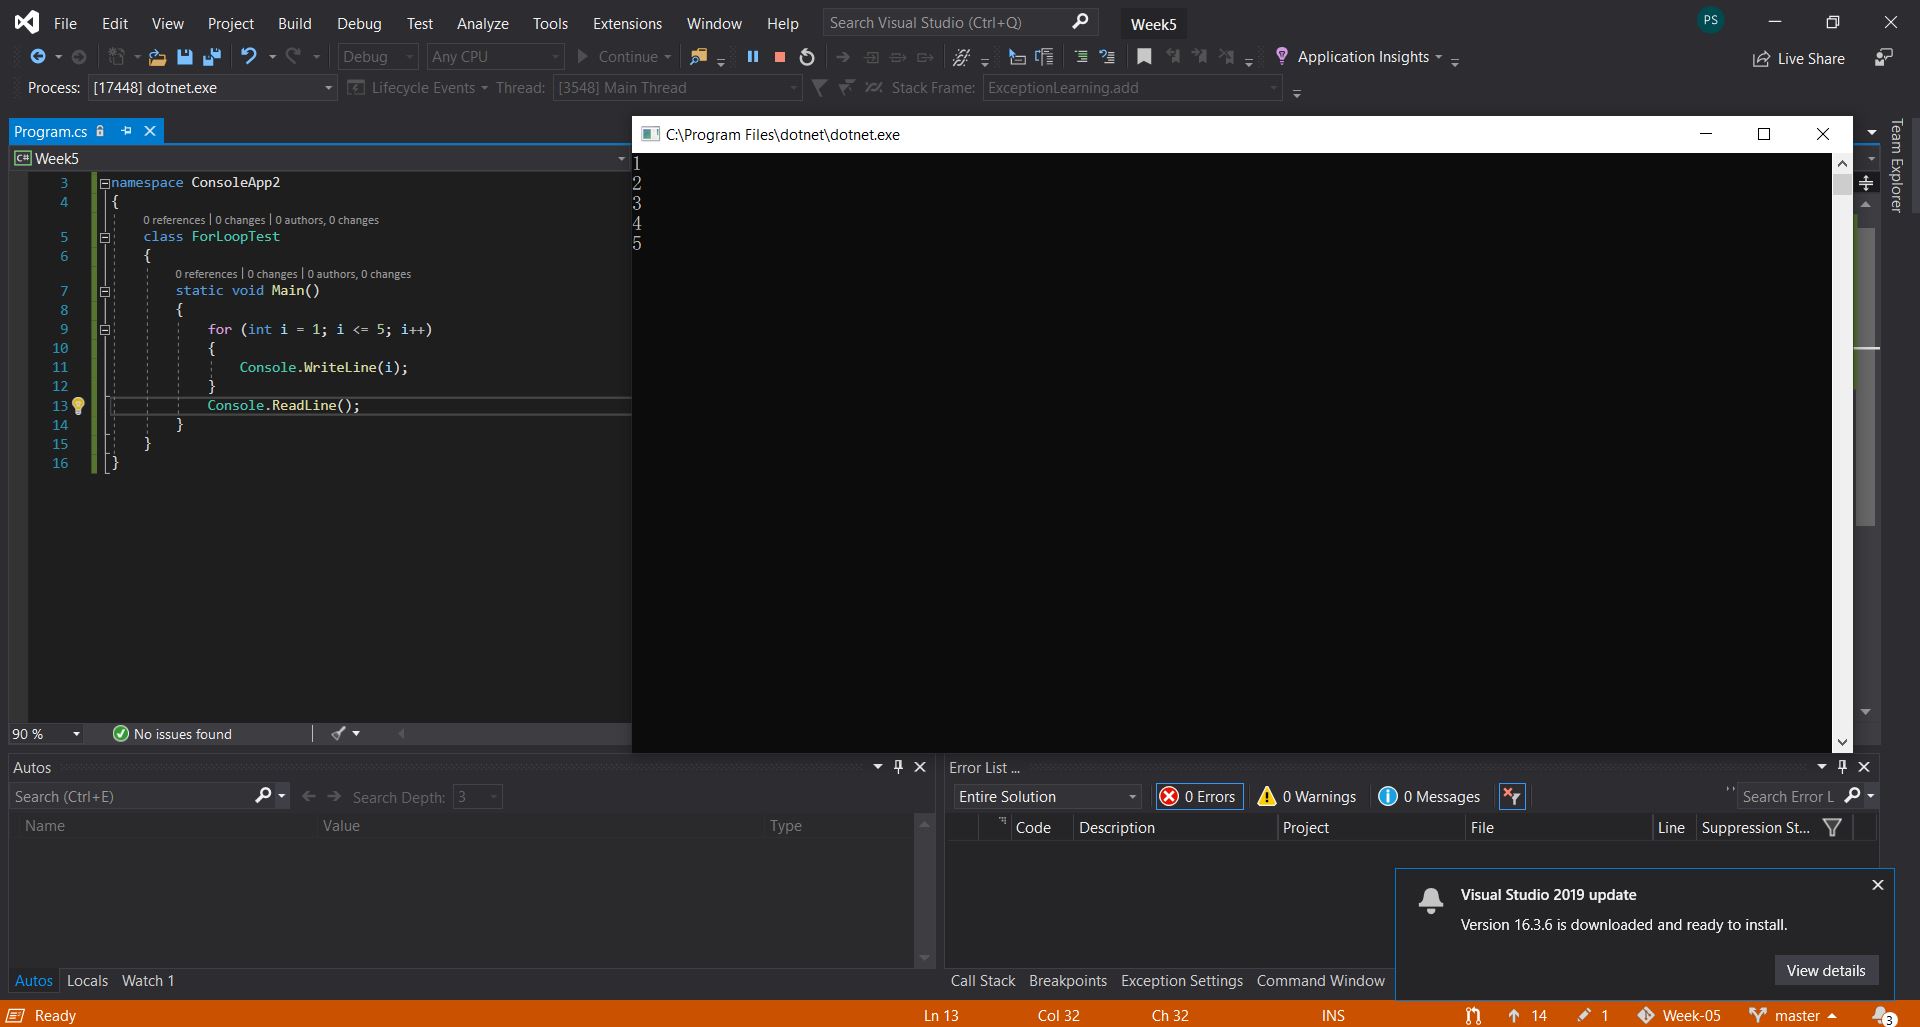 File Edit View Project Build Debug Test Analyze Tools Extensions Window Help Search Visual Studio (Ctrl+Q) Week5 PS
Debug Any CPU Continue Application Insights Live Share
Process: [17448] dotnet.exe Lifecycle Events Thread: [3548] Main Thread Stack Frame: ExceptionLearning.add
Program.cs
C# Week5
3 namespace ConsoleApp2
4 {
0 references | 0 changes | 0 authors, 0 changes
5 class ForLoopTest
6 {
0 references | 0 changes | 0 authors, 0 changes
7 static void Main()
8 {
9 for (int i = 1; i <= 5; i++)
10 {
11 Console.WriteLine(i);
12 }
13 Console.ReadLine();
14 }
15 }
16 }
90 % No issues found
C:\Program Files\dotnet\dotnet.exe
1
2
3
4
5
Team Explorer
Autos
Search (Ctrl+E) Search Depth: 3
Name Value Type
Autos Locals Watch 1
Error List ...
Entire Solution 0 Errors 0 Warnings 0 Messages Search Error L
Code Description Project File Line Suppression St...
Visual Studio 2019 update
Version 16.3.6 is downloaded and ready to install.
View details
Call Stack Breakpoints Exception Settings Command Window
Ready Ln 13 Col 32 Ch 32 INS 14 1 Week-05 master 3